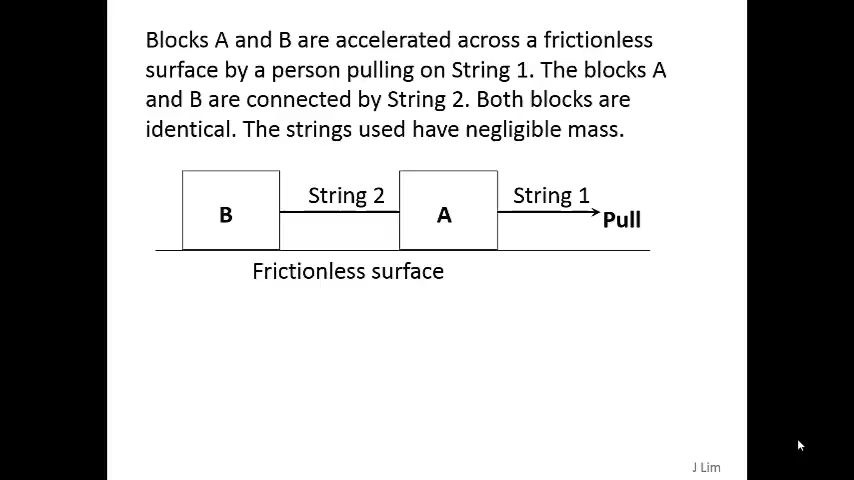 Blocks A and B are accelerated across a frictionless
surface by a person pulling on String 1. The blocks A
and B are connected by String 2. Both blocks are
identical. The strings used have negligible mass.
B
String 2
A
String 1
Pull
Frictionless surface
J Lim